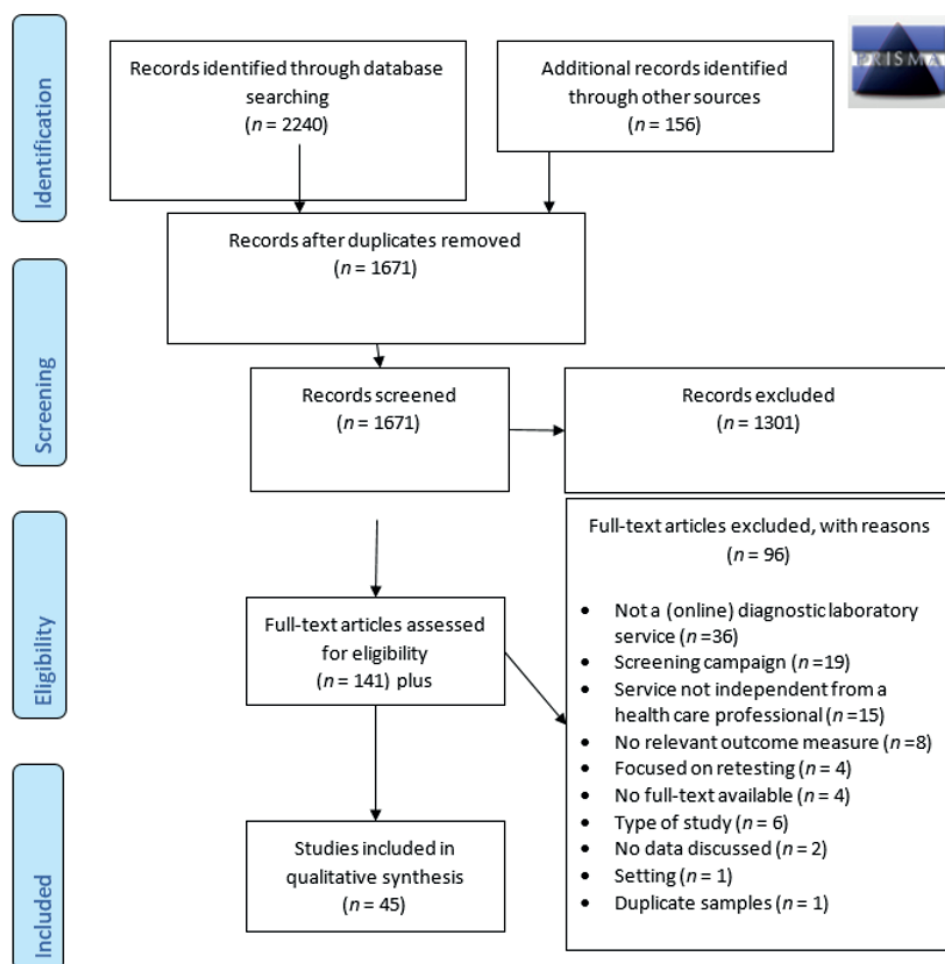 Records identified through database
searching
(n = 2240)
Additional records identified
through other sources
(n = 156)
PRISMA
Identification
Records after duplicates removed
(n = 1671)
Screening
Records screened
(n = 1671)
Records excluded
(n = 1301)
Eligibility
Full-text articles assessed
for eligibility
(n = 141) plus
Full-text articles excluded, with reasons
(n = 96)
• Not a (online) diagnostic laboratory
service (n =36)
• Screening campaign (n =19)
• Service not independent from a
health care professional (n =15)
• No relevant outcome measure (n =8)
• Focused on retesting (n = 4)
• No full-text available (n = 4)
• Type of study (n = 6)
• No data discussed (n = 2)
• Setting (n = 1)
• Duplicate samples (n = 1)
Included
Studies included in
qualitative synthesis
(n = 45)